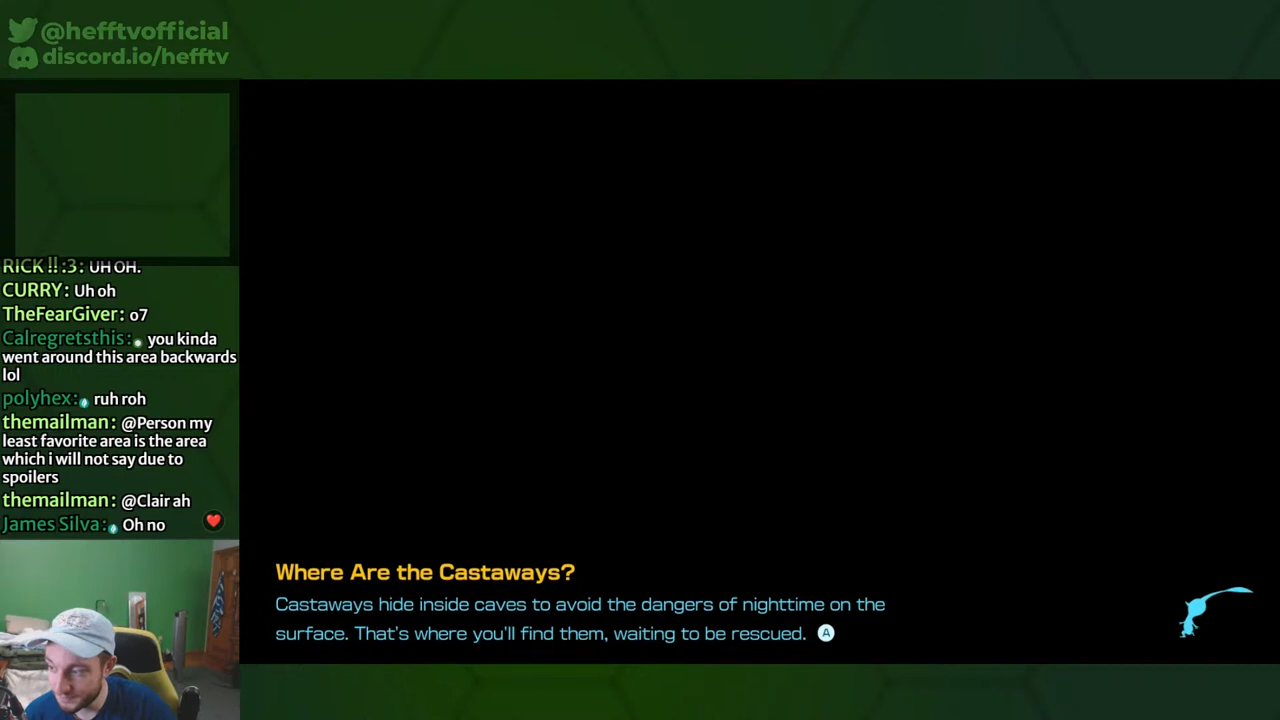 @hefftvofficial
discord.io/hefftv
RICK !! :3 : UH OH.
CURRY : Uh oh
TheFearGiver : o7
Calregretsthis : you kinda
went around this area backwards
lol
polyhex : ruh roh
themailman : @Person my
least favorite area is the area
which i will not say due to
spoilers
themailman : @Clair ah
James Silva : Oh no
Where Are the Castaways?
Castaways hide inside caves to avoid the dangers of nighttime on the
surface. That's where you'll find them, waiting to be rescued. A